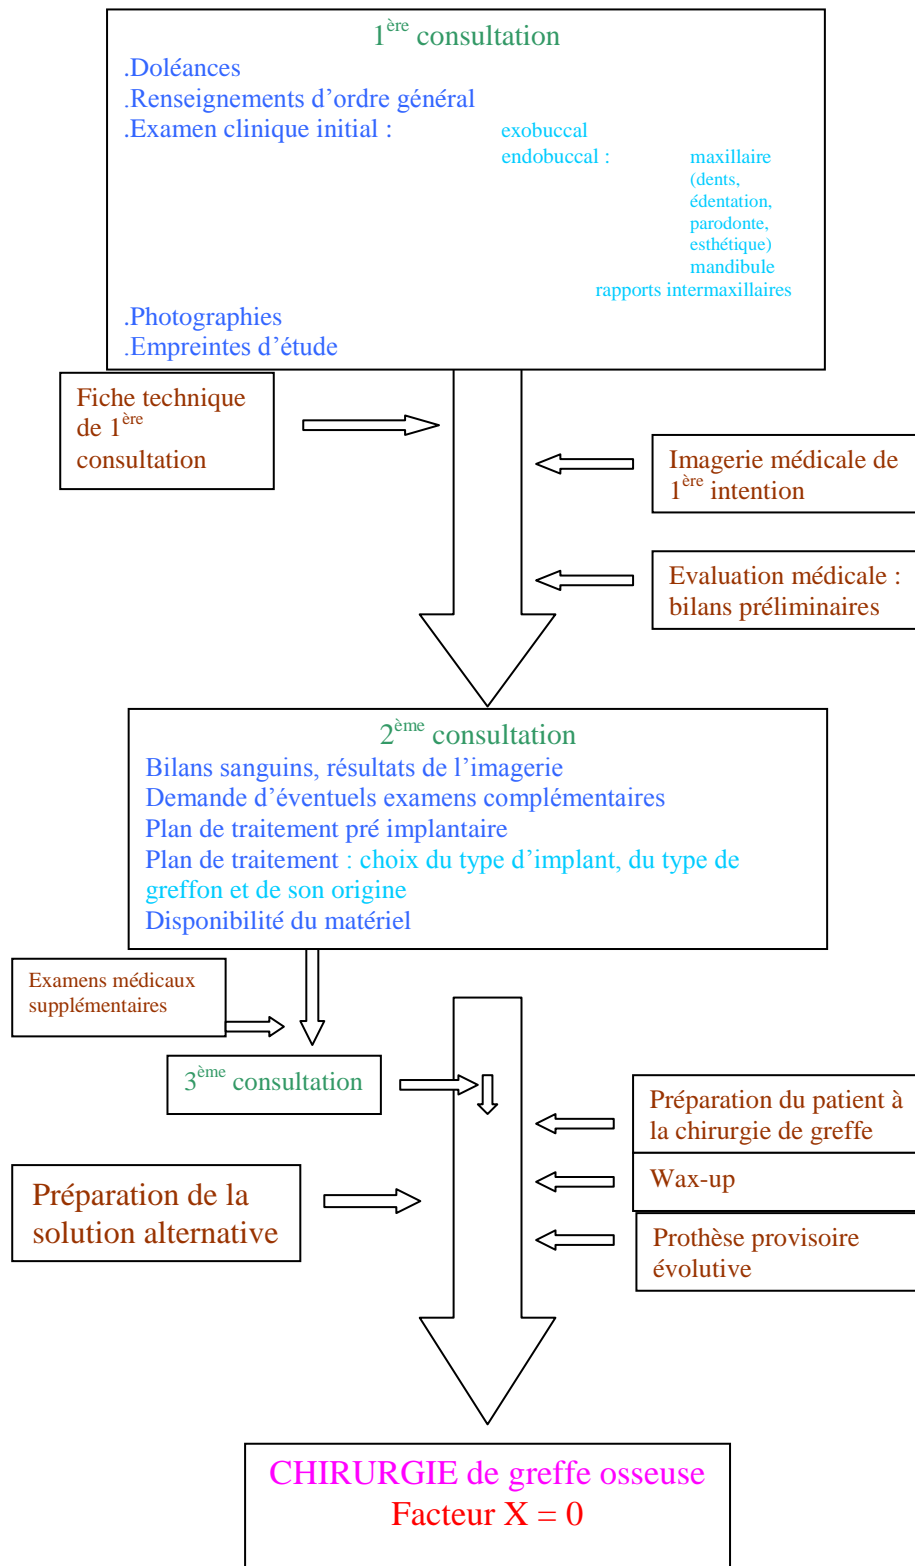 1ère consultation
.Doléances
.Renseignements d’ordre général
.Examen clinique initial : exobuccal
endobuccal : maxillaire
(dents,
édentation,
parodonte,
esthétique)
mandibule
rapports intermaxillaires
.Photographies
.Empreintes d’étude
Fiche technique
de 1ère
consultation
Imagerie médicale de
1ère intention
Evaluation médicale :
bilans préliminaires
2ème consultation
Bilans sanguins, résultats de l’imagerie
Demande d’éventuels examens complémentaires
Plan de traitement pré implantaire
Plan de traitement : choix du type d’implant, du type de
greffon et de son origine
Disponibilité du matériel
Examens médicaux
supplémentaires
3ème consultation
Préparation du patient à
la chirurgie de greffe
Préparation de la
solution alternative
Wax-up
Prothèse provisoire
évolutive
CHIRURGIE de greffe osseuse
Facteur X = 0